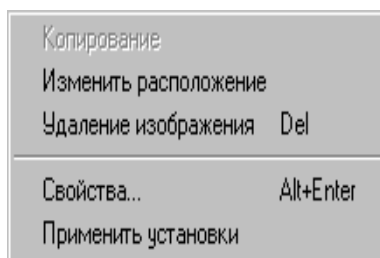 Копирование
Изменить расположение
Удаление изображения Del
Свойства... Alt+Enter
Применить установки